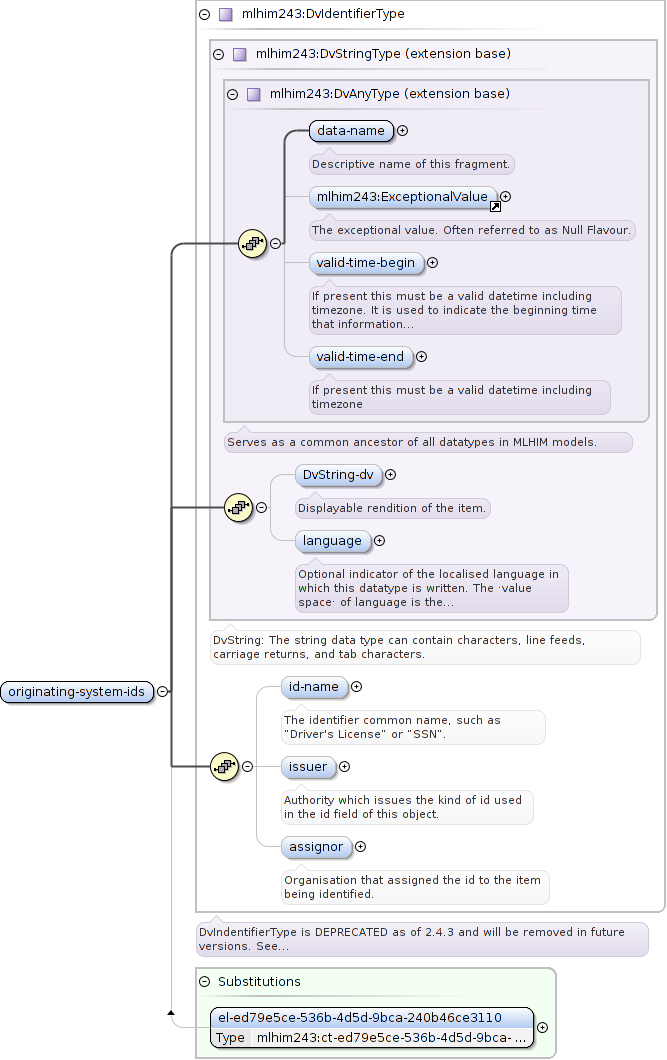 mlhim243:DvIdentifierType
mlhim243:DvStringType (extension base)
mlhim243:DvAnyType (extension base)
data-name
Descriptive name of this fragment.
mlhim243:ExceptionalValue
The exceptional value. Often referred to as Null Flavour.
valid-time-begin
If present this must be a valid datetime including
timezone. It is used to indicate the beginning time
that information...
valid-time-end
If present this must be a valid datetime including
timezone
Serves as a common ancestor of all datatypes in MLHIM models.
DvString-dv
Displayable rendition of the item.
language
Optional indicator of the localised language in
which this datatype is written. The ·value
space· of language is the...
DvString: The string data type can contain characters, line feeds,
carriage returns, and tab characters.
originating-system-ids
id-name
The identifier common name, such as
"Driver's License" or "SSN".
issuer
Authority which issues the kind of id used
in the id field of this object.
assignor
Organisation that assigned the id to the item
being identified.
DvIndentifierType is DEPRECATED as of 2.4.3 and will be removed in future
versions. See...
Substitutions
el-ed79e5ce-536b-4d5d-9bca-240b46ce3110
Type mlhim243:ct-ed79e5ce-536b-4d5d-9bca- ...